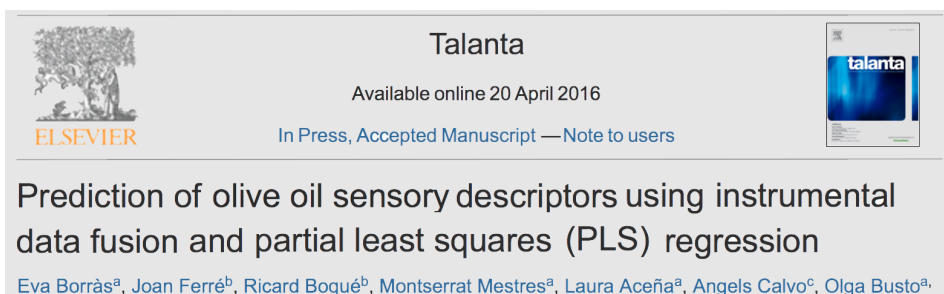 Talanta
Available online 20 April 2016
In Press, Accepted Manuscript — Note to users
ELSEVIER
talanta
Prediction of olive oil sensory descriptors using instrumental
data fusion and partial least squares (PLS) regression
Eva Borràsᵃ, Joan Ferréᵇ, Ricard Boquéᵇ, Montserrat Mestresᵃ, Laura Aceñaᵃ, Angels Calvoᶜ, Olga Bustoᵃ,